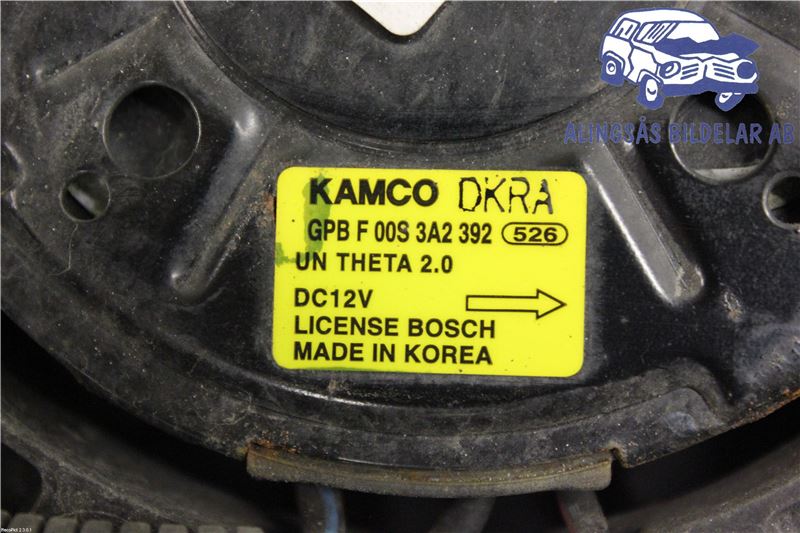 ALINGSÅS BILDELAR AB
KAMCO DKRA
GPB F 00S 3A2 392 526
UN THETA 2.0
DC12V
LICENSE BOSCH
MADE IN KOREA